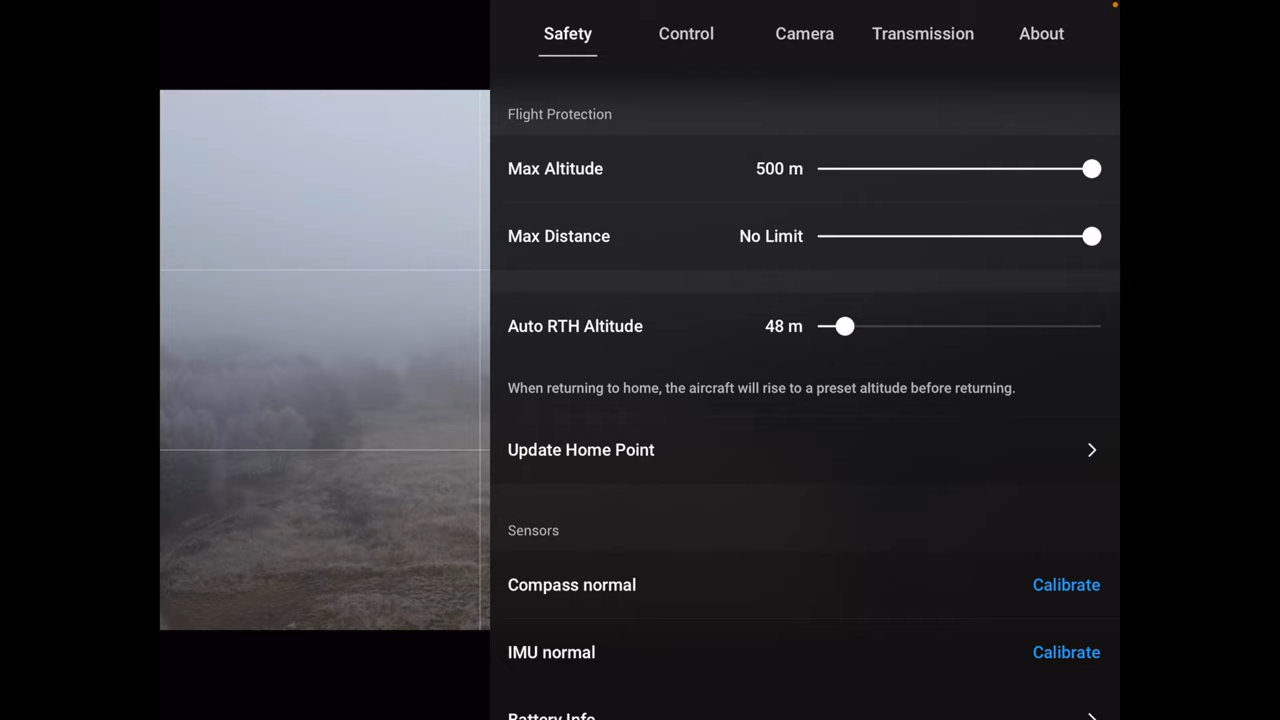 Safety Control Camera Transmission About
Flight Protection
Max Altitude 500 m
Max Distance No Limit
Auto RTH Altitude 48 m
When returning to home, the aircraft will rise to a preset altitude before returning.
Update Home Point
Sensors
Compass normal Calibrate
IMU normal Calibrate
Battery Info